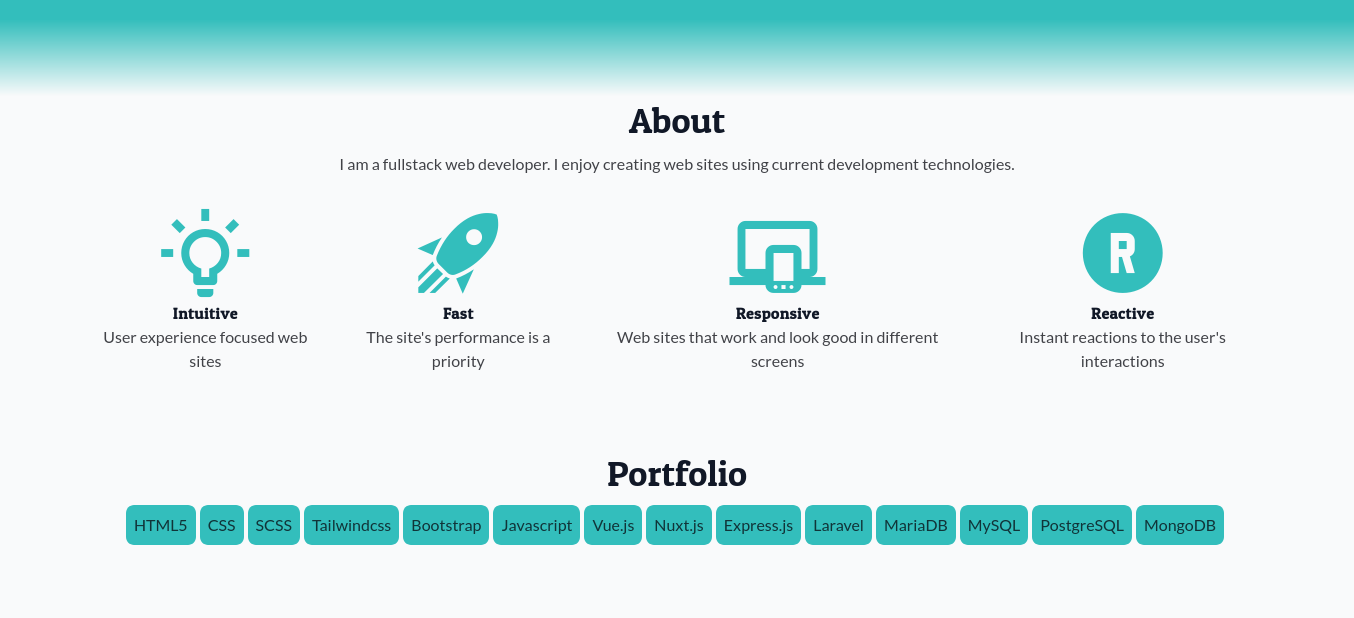 About
I am a fullstack web developer. I enjoy creating web sites using current development technologies.
R
Intuitive
User experience focused web
sites
Fast
The site's performance is a
priority
Responsive
Web sites that work and look good in different
screens
Reactive
Instant reactions to the user's
interactions
Portfolio
HTML5 CSS SCSS Tailwindcss Bootstrap Javascript Vue.js Nuxt.js Express.js Laravel MariaDB MySQL PostgreSQL MongoDB